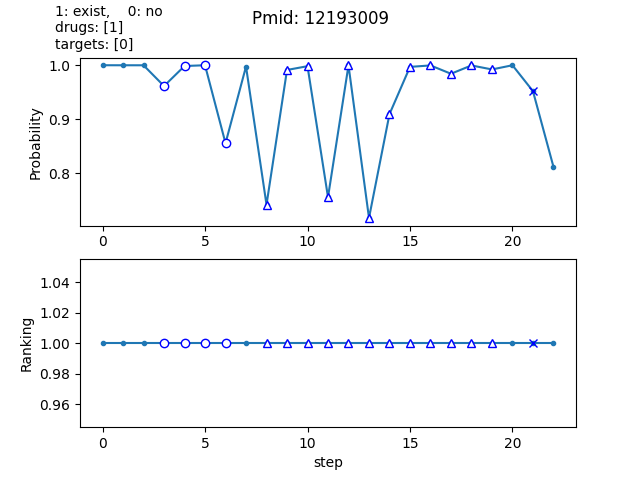 1: exist,    0: no
drugs: [1]
targets: [0]
Pmid: 12193009
1.0
0.9
0.8
Probability
0 5 10 15 20
1.04
1.02
1.00
0.98
0.96
Ranking
0 5 10 15 20
step